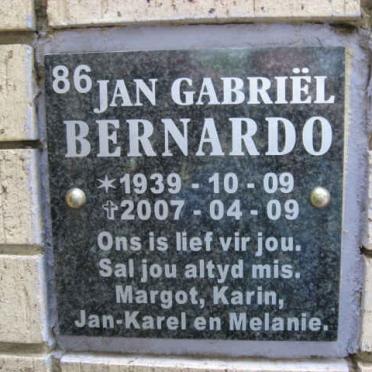 86 JAN GABRIËL
BERNARDO
✶1939 - 10 - 09
✞2007 - 04 - 09
Ons is lief vir jou.
Sal jou altyd mis.
Margot, Karin,
Jan-Karel en Melanie.